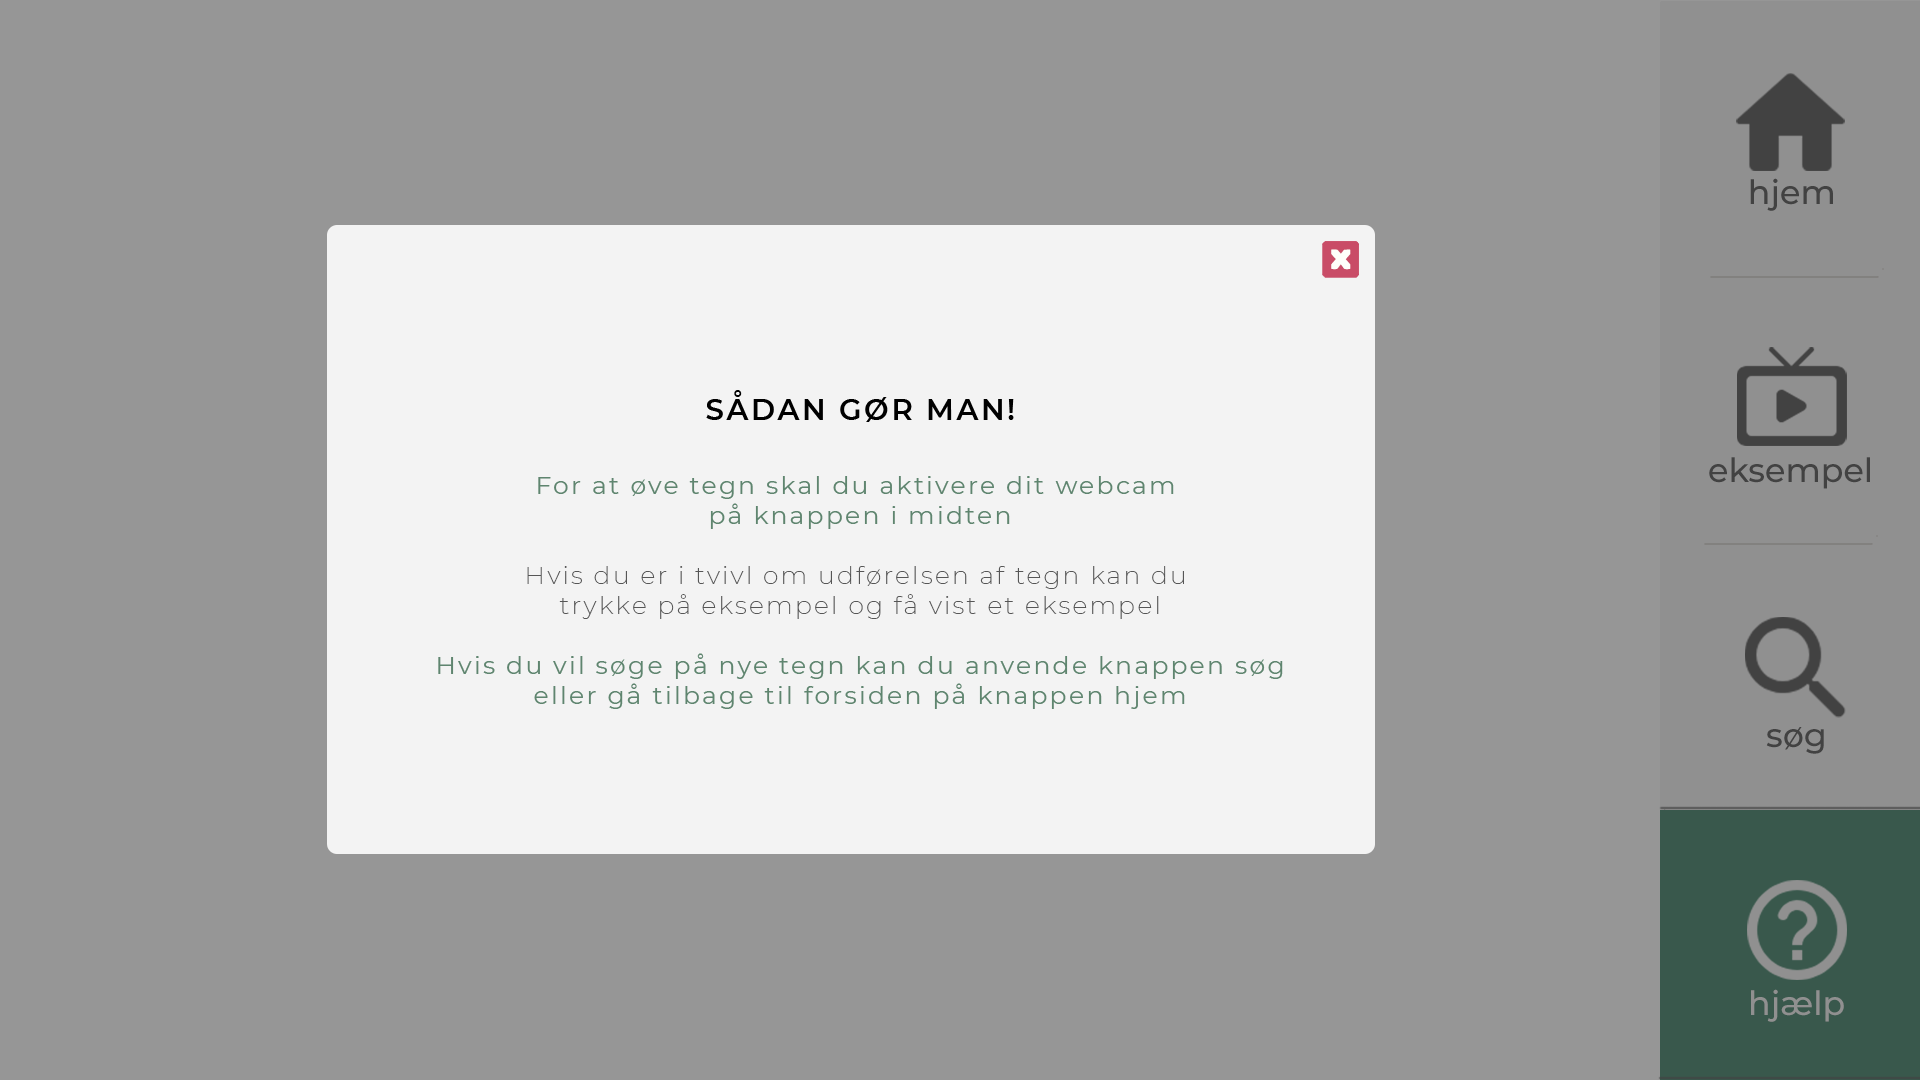 SÅDAN GØR MAN!
For at øve tegn skal du aktivere dit webcam
på knappen i midten
Hvis du er i tvivl om udførelsen af tegn kan du
trykke på eksempel og få vist et eksempel
Hvis du vil søge på nye tegn kan du anvende knappen søg
eller gå tilbage til forsiden på knappen hjem
hjem
eksempel
søg
hjælp